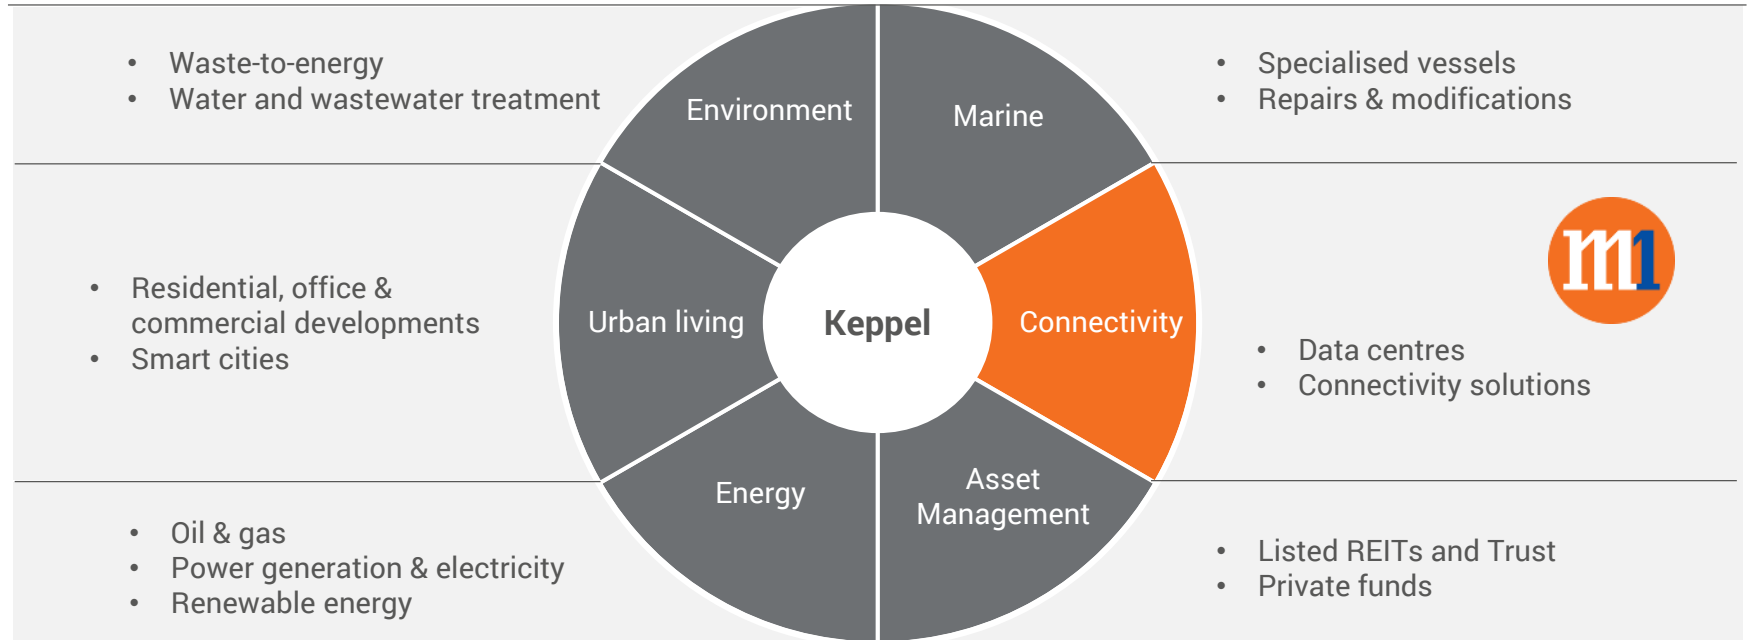 • Waste-to-energy
• Water and wastewater treatment
Environment
Marine
• Specialised vessels
• Repairs & modifications
• Residential, office &
commercial developments
• Smart cities
Urban living
Keppel
Connectivity
m1
• Data centres
• Connectivity solutions
• Oil & gas
• Power generation & electricity
• Renewable energy
Energy
Asset
Management
• Listed REITs and Trust
• Private funds